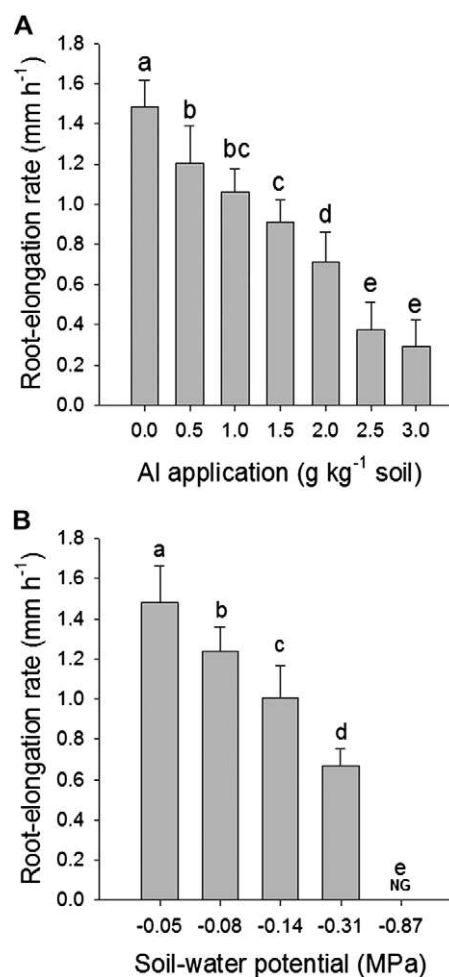 A
Root-elongation rate (mm h⁻¹)
1.8
1.6
1.4
1.2
1.0
0.8
0.6
0.4
0.2
0.0
a
b
bc
c
d
e
e
0.0 0.5 1.0 1.5 2.0 2.5 3.0
Al application (g kg⁻¹ soil)
B
Root-elongation rate (mm h⁻¹)
1.8
1.6
1.4
1.2
1.0
0.8
0.6
0.4
0.2
0.0
a
b
c
d
e
NG
-0.05 -0.08 -0.14 -0.31 -0.87
Soil-water potential (MPa)